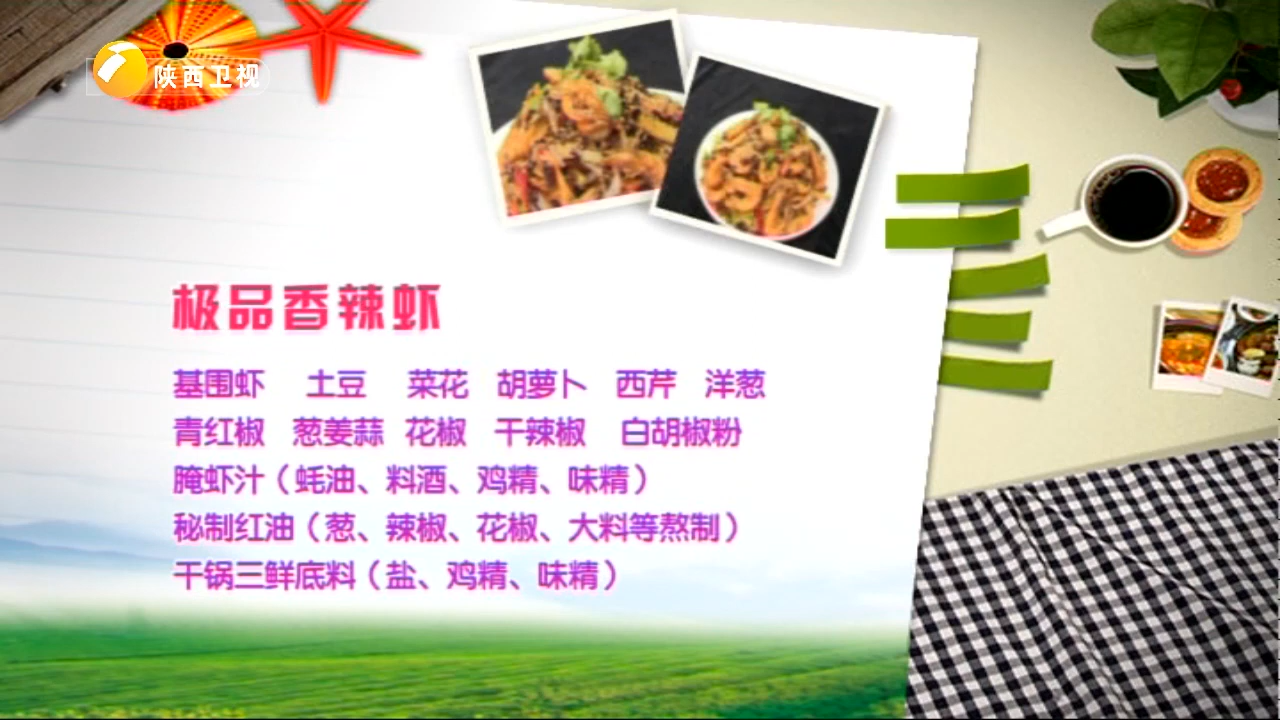 陕西卫视
极品香辣虾
基围虾 土豆 菜花 胡萝卜 西芹 洋葱
青红椒 葱姜蒜 花椒 干辣椒 白胡椒粉
腌虾汁（蚝油、料酒、鸡精、味精）
秘制红油（葱、辣椒、花椒、大料等熬制）
干锅三鲜底料（盐、鸡精、味精）